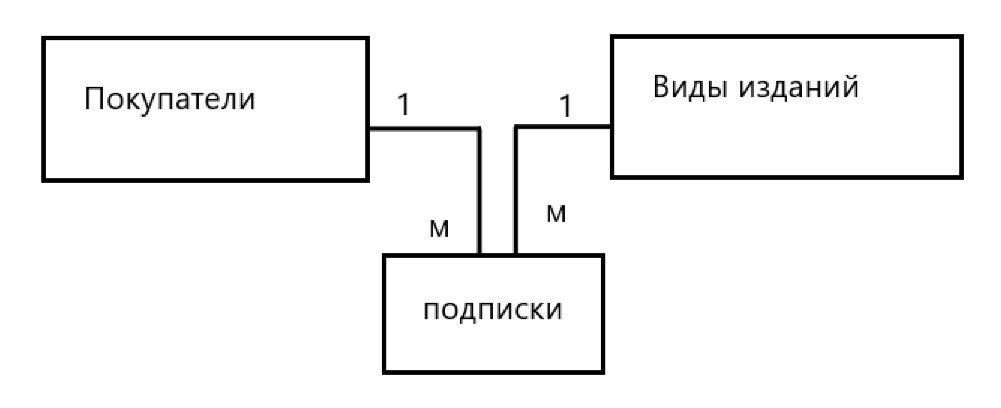 Покупатели
Виды изданий
1
1
м
м
подписки